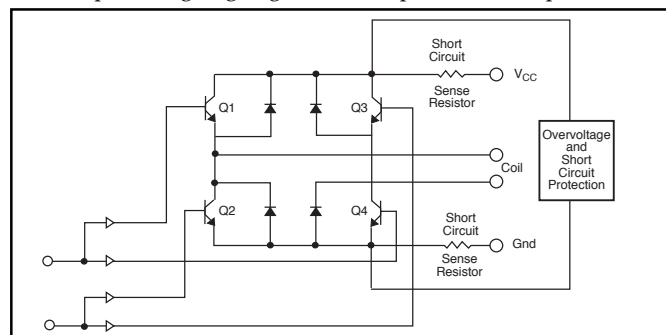 Short
Circuit
Sense
Resistor
V_CC
Q1
Q3
Overvoltage
and
Short
Circuit
Protection
Coil
Q2
Q4
Short
Circuit
Sense
Resistor
Gnd